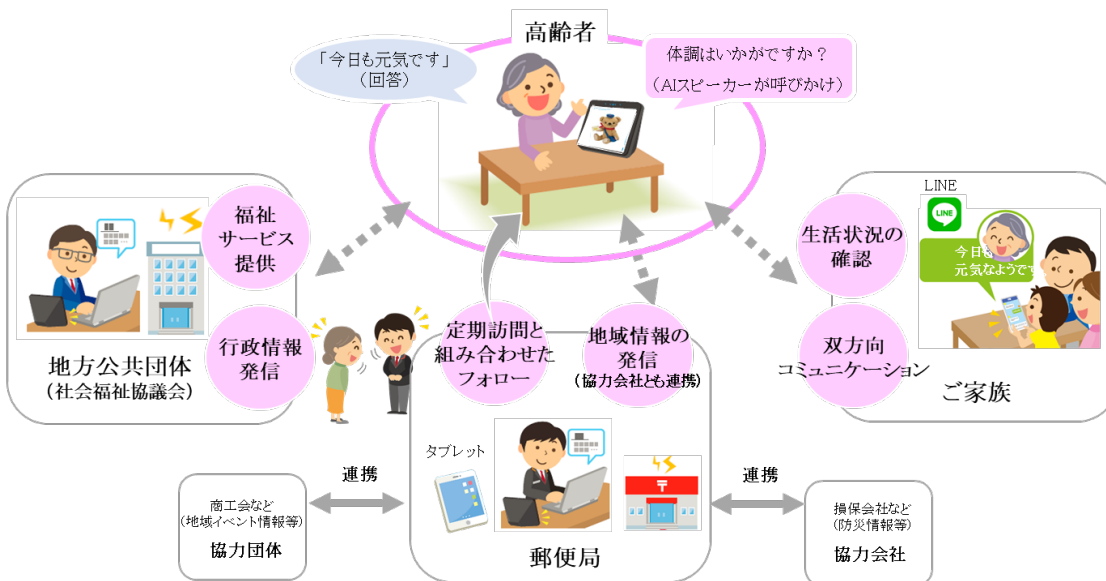 高齢者
「今日も元気です」
（回答）
体調はいかがですか？
（AIスピーカーが呼びかけ）
福祉
サービス
提供
行政情報
発信
地方公共団体
（社会福祉協議会）
LINE
LINE
今日も
元気なようです
生活状況の
確認
双方向
コミュニケーション
ご家族
定期訪問と
組み合わせた
フォロー
地域情報の
発信
（協力会社とも連携）
タブレット
郵便局
連携
商工会など
（地域イベント情報等）
協力団体
連携
損保会社など
（防災情報等）
協力会社